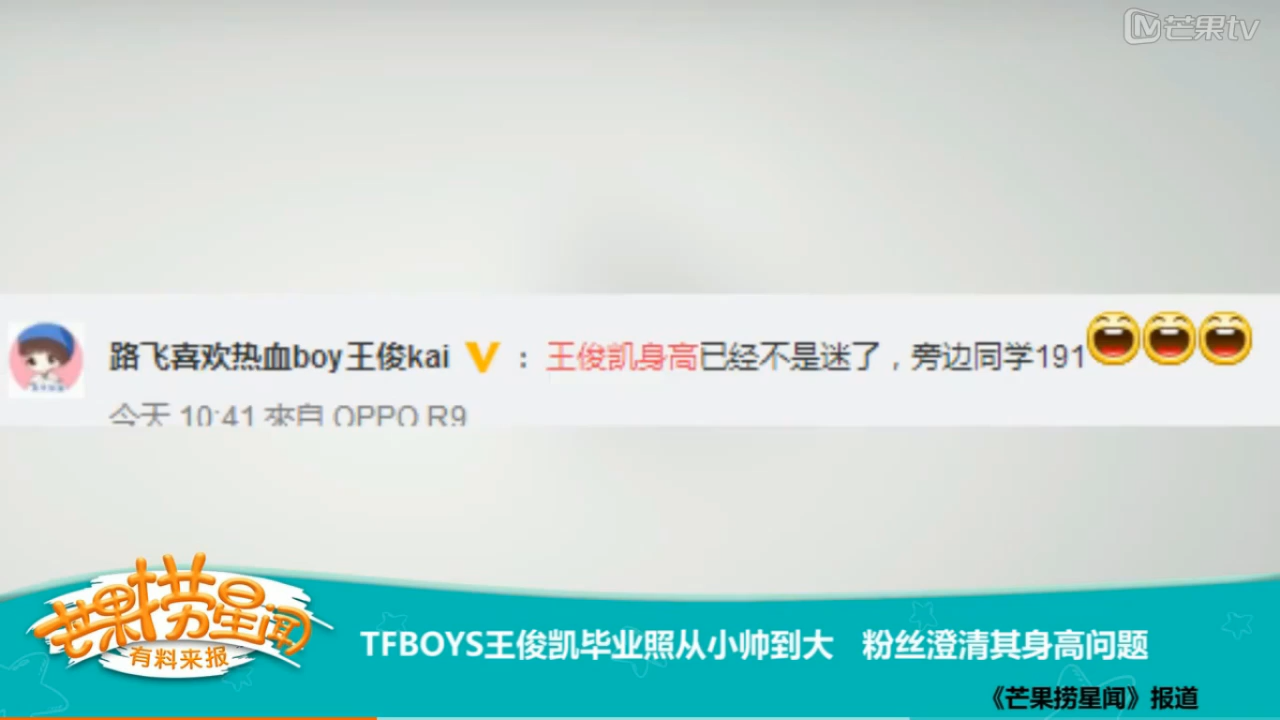 芒果tv
路飞喜欢热血boy王俊kai ：王俊凯身高已经不是迷了，旁边同学191
今天 10:41 來自 OPPO R9
芒果捞星闻
有料来报
TFBOYS王俊凯毕业照从小帅到大 粉丝澄清其身高问题
《芒果捞星闻》报道